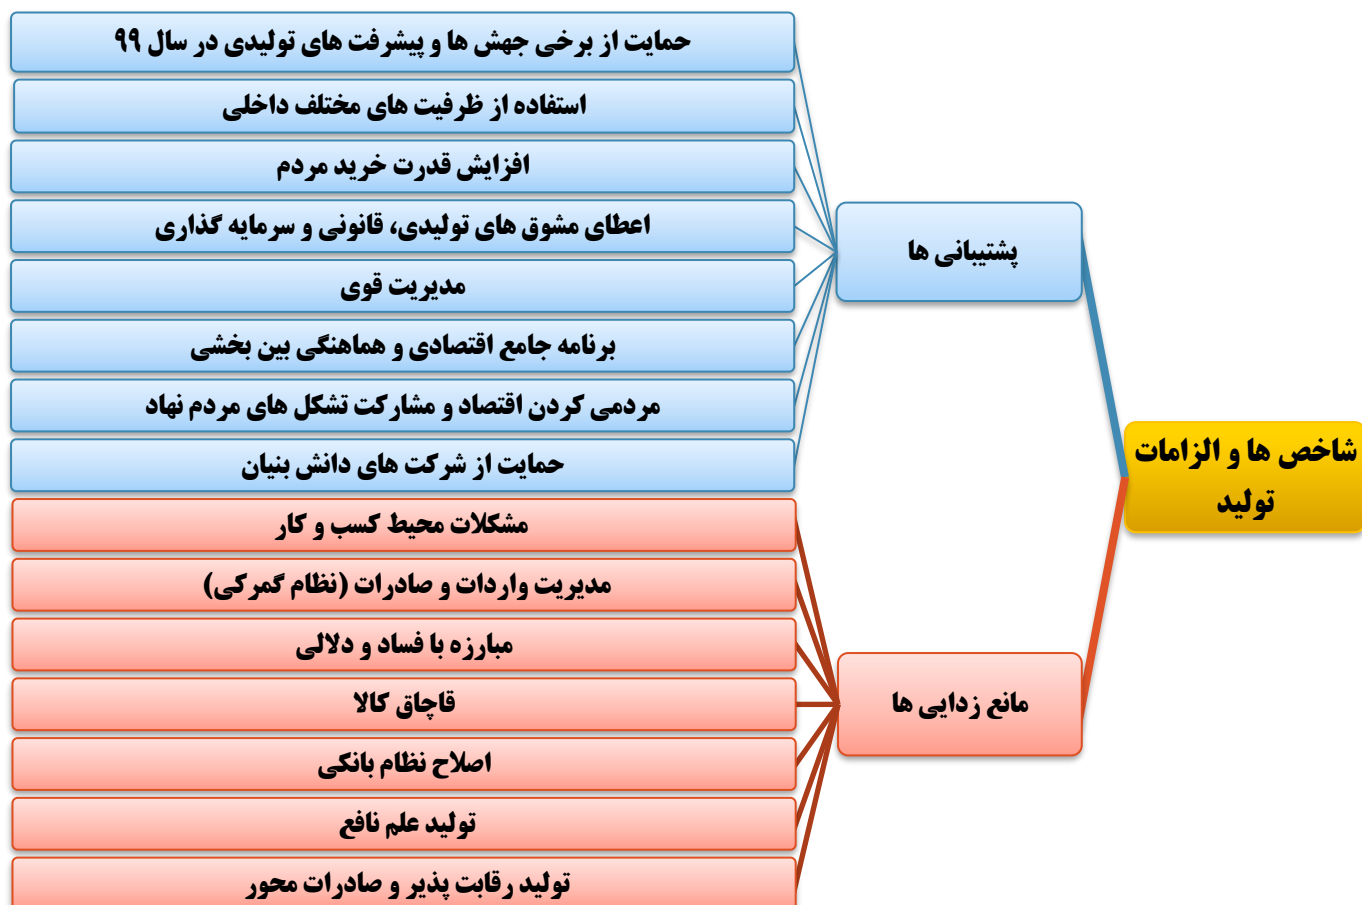 شاخص ها و الزامات
تولید
پشتیبانی ها
حمایت از برخی جهش ها و پیشرفت های تولیدی در سال ۹۹
استفاده از ظرفیت های مختلف داخلی
افزایش قدرت خرید مردم
اعطای مشوق های تولیدی، قانونی و سرمایه گذاری
مدیریت قوی
برنامه جامع اقتصادی و هماهنگی بین بخشی
مردمی کردن اقتصاد و مشارکت تشکل های مردم نهاد
حمایت از شرکت های دانش بنیان
مانع زدایی ها
مشکلات محیط کسب و کار
مدیریت واردات و صادرات (نظام گمرکی)
مبارزه با فساد و دلالی
قاچاق کالا
اصلاح نظام بانکی
تولید علم نافع
تولید رقابت پذیر و صادرات محور